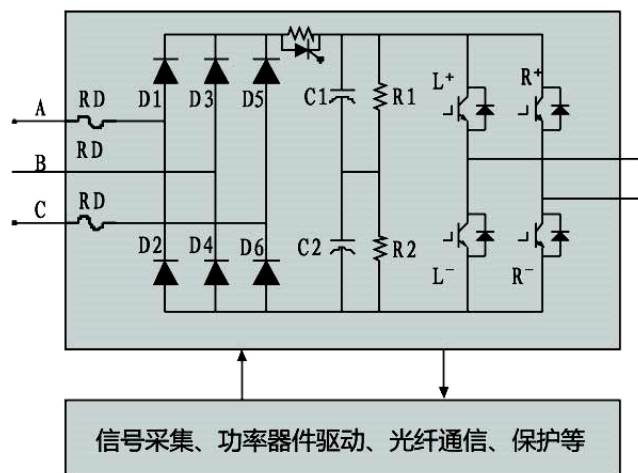 L+ R+
D1 D3 D5 C1 R1
A RD
B RD
C RD
D2 D4 D6 C2 R2
L- R-
信号采集、功率器件驱动、光纤通信、保护等